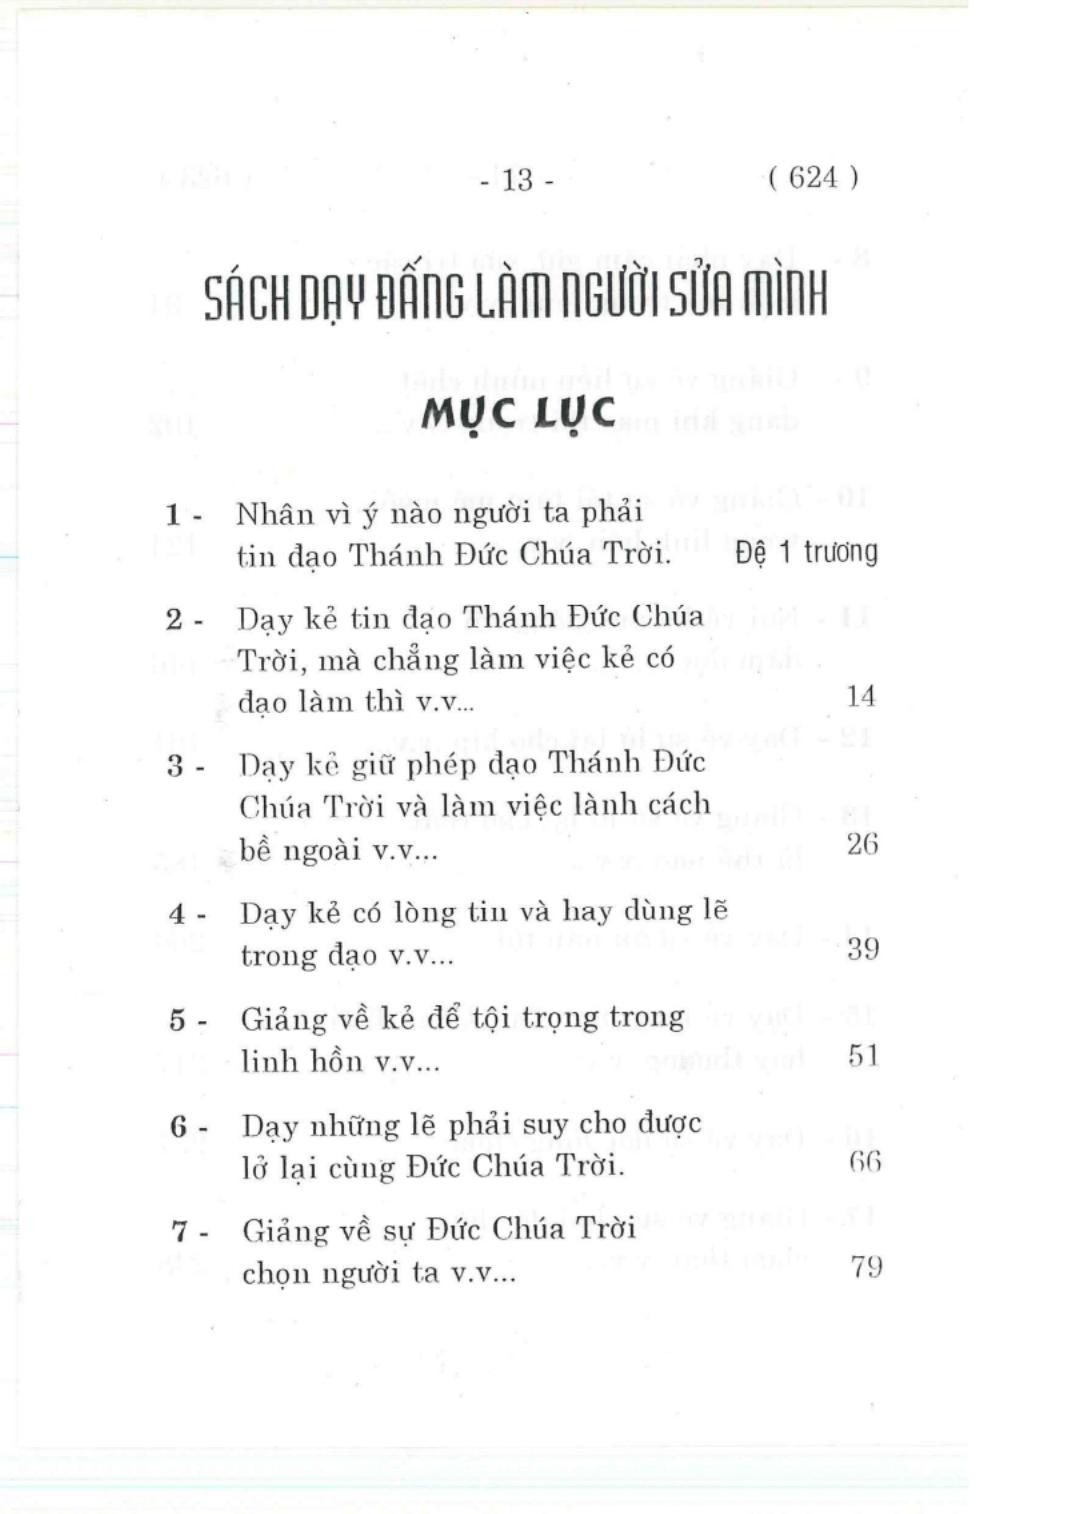 - 13 -
( 624 )
SÁCH DẠY ĐẤNG LÀM NGƯỜI SỬA MÌNH
MỤC LỤC
1 - Nhân vì ý nào người ta phải
tin đạo Thánh Đức Chúa Trời. Đệ 1 trương
2 - Dạy kẻ tin đạo Thánh Đức Chúa
Trời, mà chẳng làm việc kẻ có
đạo làm thì v.v... 14
3 - Dạy kẻ giữ phép đạo Thánh Đức
Chúa Trời và làm việc lành cách
bề ngoài v.v... 26
4 - Dạy kẻ có lòng tin và hay dùng lẽ
trong đạo v.v... 39
5 - Giảng về kẻ để tội trọng trong
linh hồn v.v... 51
6 - Dạy những lẽ phải suy cho được
lở lại cùng Đức Chúa Trời. 66
7 - Giảng về sự Đức Chúa Trời
chọn người ta v.v... 79